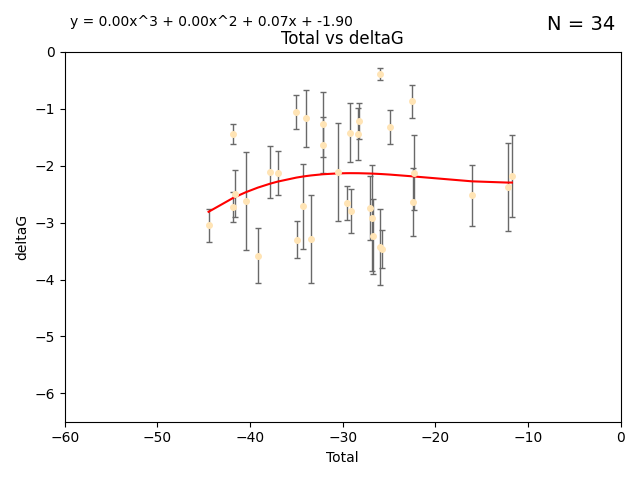 y = 0.00x^3 + 0.00x^2 + 0.07x + -1.90
N = 34
Total vs deltaG
0
−1
−2
−3
−4
−5
−6
deltaG
−60 −50 −40 −30 −20 −10 0
Total